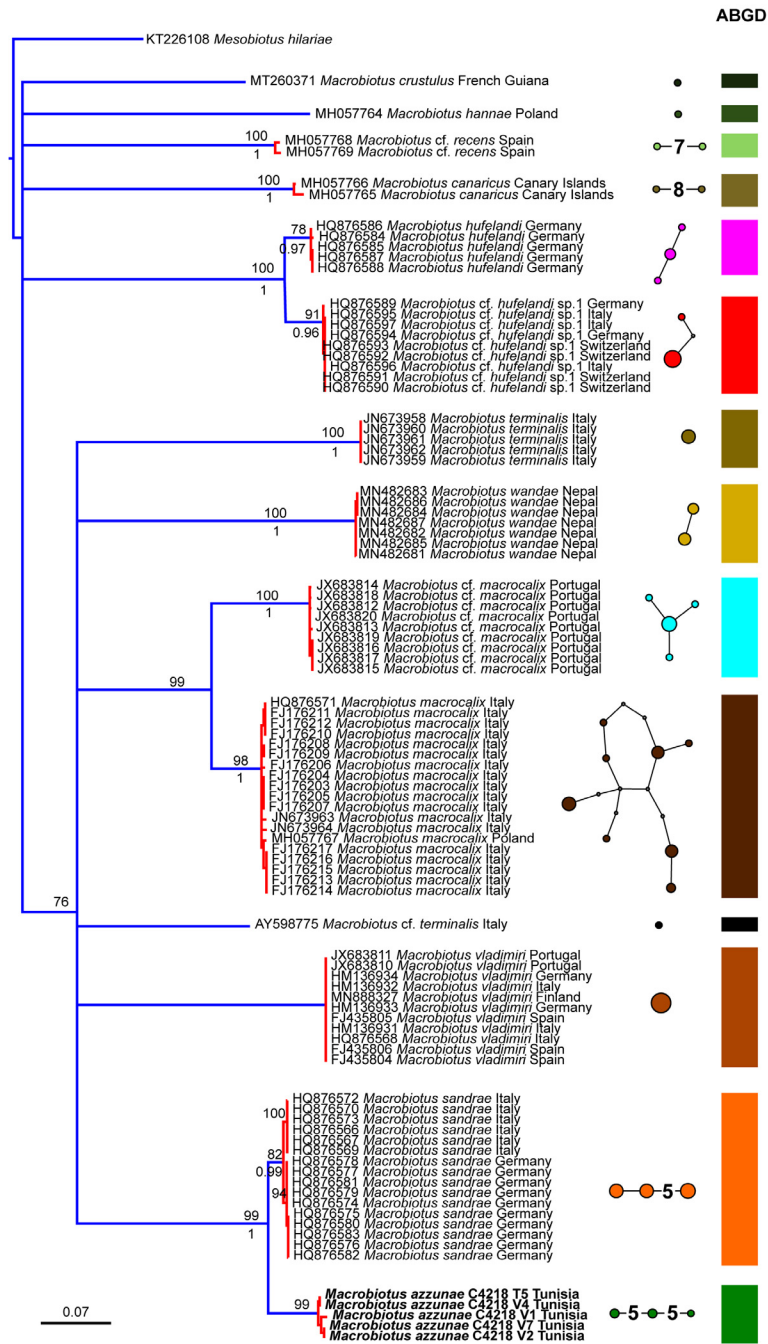 ABGD
KT226108 Mesobiotus hilariae
MT260371 Macrobiotus crustulus French Guiana
MH057764 Macrobiotus hannae Poland
100
1
MH057768 Macrobiotus cf. recens Spain
MH057769 Macrobiotus cf. recens Spain
7
100
1
MH057766 Macrobiotus canaricus Canary Islands
MH057765 Macrobiotus canaricus Canary Islands
8
100
1
78
0.97
HQ876586 Macrobiotus hufelandi Germany
HQ876584 Macrobiotus hufelandi Germany
HQ876585 Macrobiotus hufelandi Germany
HQ876587 Macrobiotus hufelandi Germany
HQ876588 Macrobiotus hufelandi Germany
91
0.96
HQ876589 Macrobiotus cf. hufelandi sp.1 Germany
HQ876595 Macrobiotus cf. hufelandi sp.1 Italy
HQ876597 Macrobiotus cf. hufelandi sp.1 Italy
HQ876594 Macrobiotus cf. hufelandi sp.1 Germany
HQ876593 Macrobiotus cf. hufelandi sp.1 Switzerland
HQ876592 Macrobiotus cf. hufelandi sp.1 Switzerland
HQ876596 Macrobiotus cf. hufelandi sp.1 Italy
HQ876591 Macrobiotus cf. hufelandi sp.1 Switzerland
HQ876590 Macrobiotus cf. hufelandi sp.1 Switzerland
100
1
JN673958 Macrobiotus terminalis Italy
JN673960 Macrobiotus terminalis Italy
JN673961 Macrobiotus terminalis Italy
JN673962 Macrobiotus terminalis Italy
JN673959 Macrobiotus terminalis Italy
100
1
MN482683 Macrobiotus wandae Nepal
MN482686 Macrobiotus wandae Nepal
MN482684 Macrobiotus wandae Nepal
MN482687 Macrobiotus wandae Nepal
MN482682 Macrobiotus wandae Nepal
MN482685 Macrobiotus wandae Nepal
MN482681 Macrobiotus wandae Nepal
100
1
JX683814 Macrobiotus cf. macrocalix Portugal
JX683818 Macrobiotus cf. macrocalix Portugal
JX683812 Macrobiotus cf. macrocalix Portugal
JX683820 Macrobiotus cf. macrocalix Portugal
JX683813 Macrobiotus cf. macrocalix Portugal
JX683819 Macrobiotus cf. macrocalix Portugal
JX683816 Macrobiotus cf. macrocalix Portugal
JX683817 Macrobiotus cf. macrocalix Portugal
JX683815 Macrobiotus cf. macrocalix Portugal
99
98
1
HQ876571 Macrobiotus macrocalix Italy
FJ176211 Macrobiotus macrocalix Italy
FJ176212 Macrobiotus macrocalix Italy
FJ176210 Macrobiotus macrocalix Italy
FJ176208 Macrobiotus macrocalix Italy
FJ176209 Macrobiotus macrocalix Italy
FJ176206 Macrobiotus macrocalix Italy
FJ176204 Macrobiotus macrocalix Italy
FJ176203 Macrobiotus macrocalix Italy
FJ176205 Macrobiotus macrocalix Italy
FJ176207 Macrobiotus macrocalix Italy
JN673963 Macrobiotus macrocalix Italy
JN673964 Macrobiotus macrocalix Italy
MH057767 Macrobiotus macrocalix Poland
FJ176217 Macrobiotus macrocalix Italy
FJ176216 Macrobiotus macrocalix Italy
FJ176215 Macrobiotus macrocalix Italy
FJ176213 Macrobiotus macrocalix Italy
FJ176214 Macrobiotus macrocalix Italy
76
AY598775 Macrobiotus cf. terminalis Italy
JX683811 Macrobiotus vladimiri Portugal
JX683810 Macrobiotus vladimiri Portugal
HM136934 Macrobiotus vladimiri Germany
HM136932 Macrobiotus vladimiri Italy
MN888327 Macrobiotus vladimiri Finland
HM136933 Macrobiotus vladimiri Germany
FJ435805 Macrobiotus vladimiri Spain
HM136931 Macrobiotus vladimiri Italy
HQ876568 Macrobiotus vladimiri Italy
FJ435806 Macrobiotus vladimiri Spain
FJ435804 Macrobiotus vladimiri Spain
100
82
0.99
94
HQ876572 Macrobiotus sandrae Italy
HQ876570 Macrobiotus sandrae Italy
HQ876573 Macrobiotus sandrae Italy
HQ876566 Macrobiotus sandrae Italy
HQ876567 Macrobiotus sandrae Italy
HQ876569 Macrobiotus sandrae Italy
HQ876578 Macrobiotus sandrae Germany
HQ876577 Macrobiotus sandrae Germany
HQ876581 Macrobiotus sandrae Germany
HQ876579 Macrobiotus sandrae Germany
HQ876574 Macrobiotus sandrae Germany
HQ876575 Macrobiotus sandrae Germany
HQ876580 Macrobiotus sandrae Germany
HQ876583 Macrobiotus sandrae Germany
HQ876576 Macrobiotus sandrae Germany
HQ876582 Macrobiotus sandrae Germany
5
99
1
99
Macrobiotus azzunae C4218 T5 Tunisia
Macrobiotus azzunae C4218 V4 Tunisia
Macrobiotus azzunae C4218 V1 Tunisia
Macrobiotus azzunae C4218 V7 Tunisia
Macrobiotus azzunae C4218 V2 Tunisia
5 5
0.07